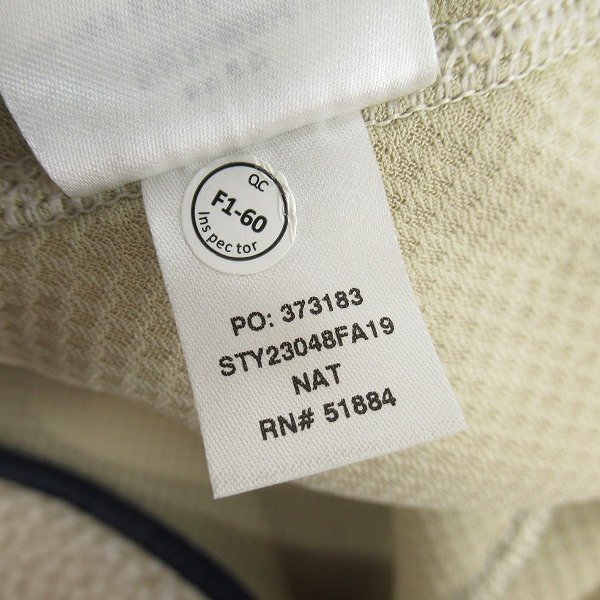 QC
F1-60
Inspector
PO: 373183
STY23048FA19
NAT
RN# 51884